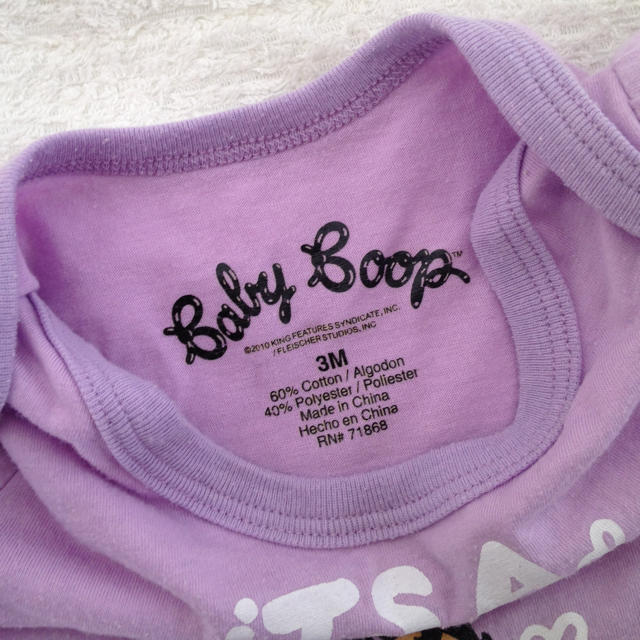 Baby Boop™
©2010 KING FEATURES SYNDICATE, INC.
/ FLEISCHER STUDIOS, INC
3M
60% Cotton / Algodon
40% Polyester / Poliester
Made in China
Hecho en China
RN# 71868
iTS A